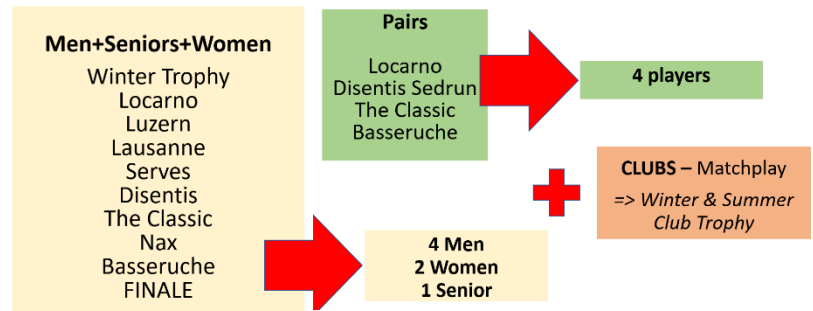 Men+Seniors+Women
Winter Trophy
Locarno
Luzern
Lausanne
Serves
Disentis
The Classic
Nax
Basseruche
FINALE
Pairs
Locarno
Disentis Sedrun
The Classic
Basseruche
4 players
CLUBS – Matchplay
=> Winter & Summer
Club Trophy
4 Men
2 Women
1 Senior